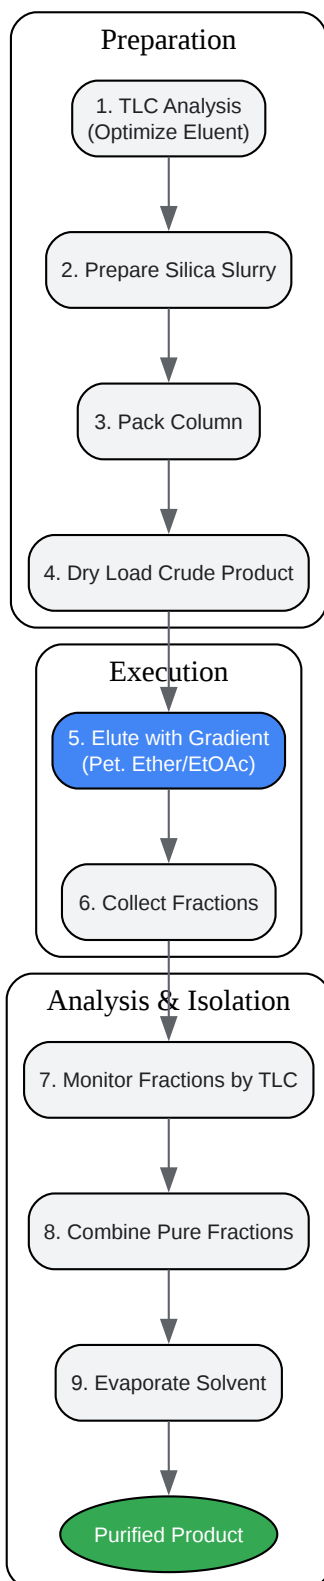 Preparation
1. TLC Analysis
(Optimize Eluent)
2. Prepare Silica Slurry
3. Pack Column
4. Dry Load Crude Product
Execution
5. Elute with Gradient
(Pet. Ether/EtOAc)
6. Collect Fractions
Analysis & Isolation
7. Monitor Fractions by TLC
8. Combine Pure Fractions
9. Evaporate Solvent
Purified Product